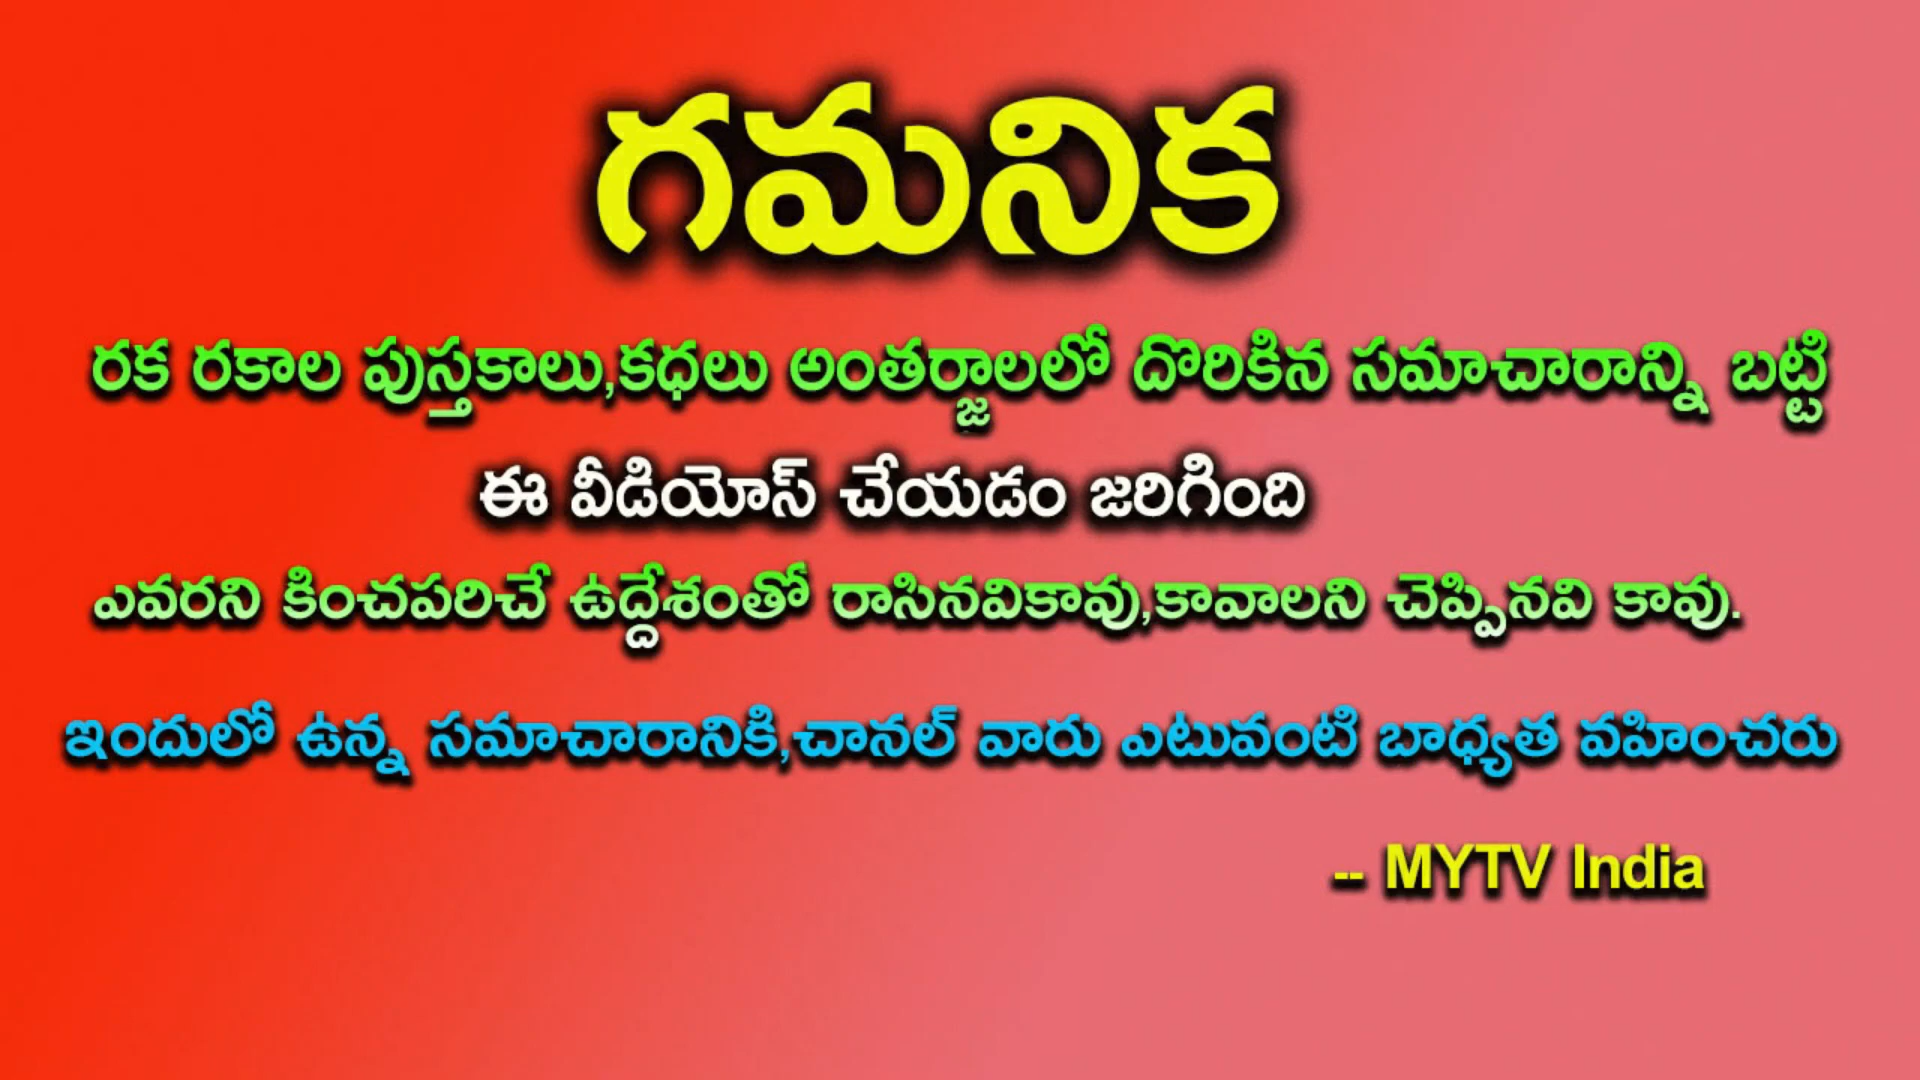 గమనిక
రక రకాల పుస్తకాలు,కధలు అంతర్జాలలో దొరికిన సమాచారాన్ని బట్టి
ఈ వీడియోస్ చేయడం జరిగింది
ఎవరని కించపరిచే ఉద్దేశంతో రాసినవికావు,కావాలని చెప్పినవి కావు.
ఇందులో ఉన్న సమాచారానికి,చానల్ వారు ఎటువంటి బాధ్యత వహించరు
-- MYTV India